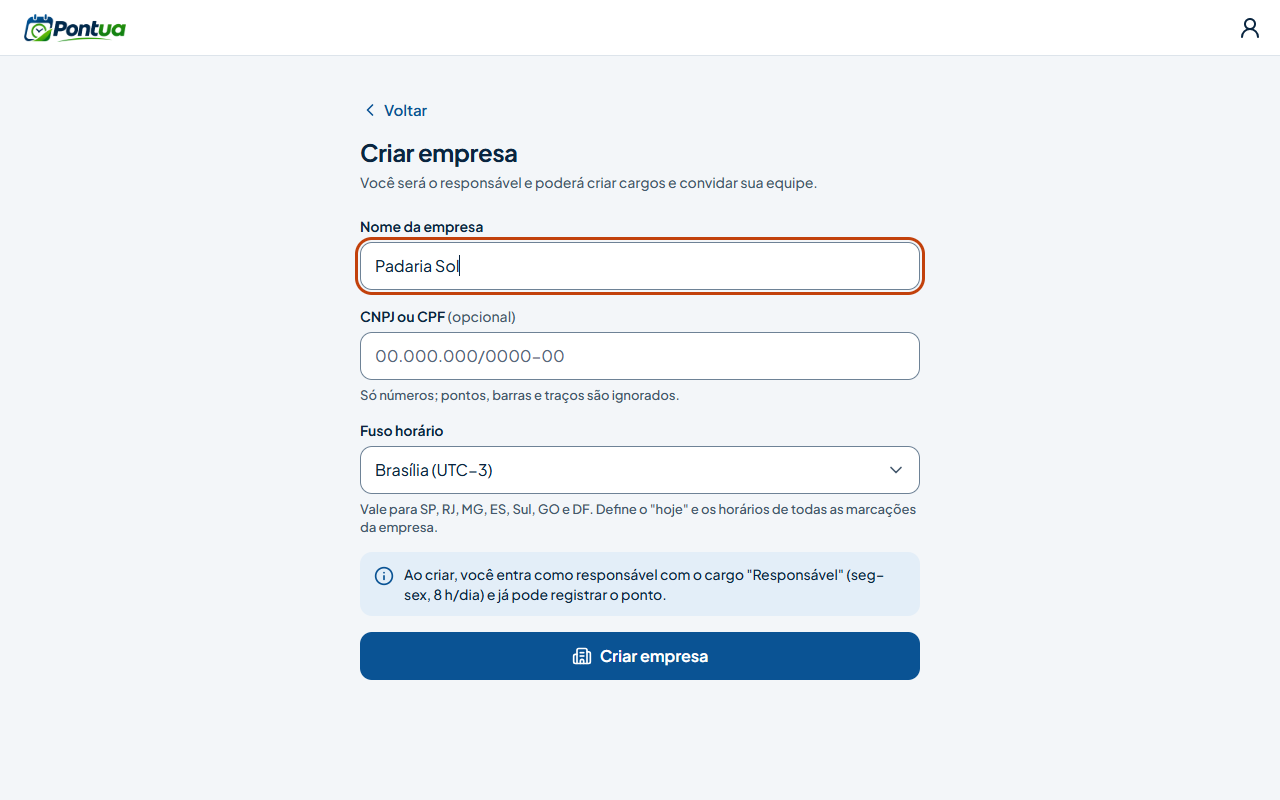 Pontua
Voltar
Criar empresa
Você será o responsável e poderá criar cargos e convidar sua equipe.
Nome da empresa
Padaria Sol
CNPJ ou CPF (opcional)
00.000.000/0000-00
Só números; pontos, barras e traços são ignorados.
Fuso horário
Brasília (UTC−3)
Vale para SP, RJ, MG, ES, Sul, GO e DF. Define o "hoje" e os horários de todas as marcações
da empresa.
Ao criar, você entra como responsável com o cargo "Responsável" (seg–
sex, 8 h/dia) e já pode registrar o ponto.
Criar empresa